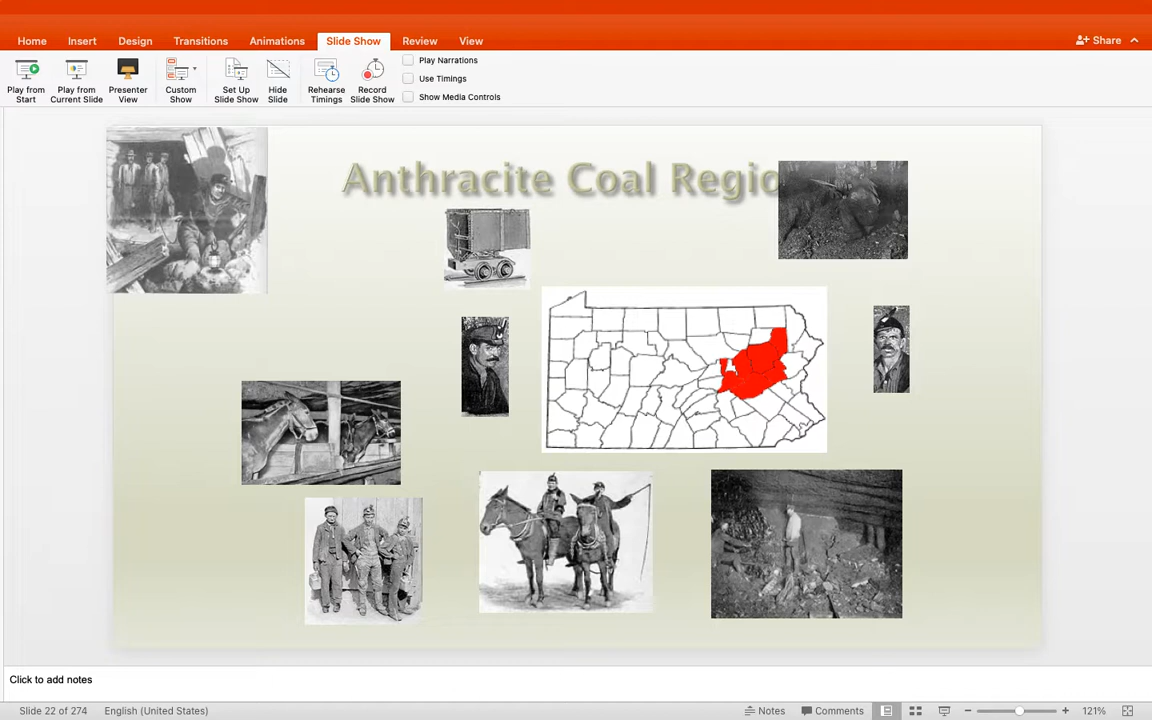 Home Insert Design Transitions Animations Slide Show Review View Share
Play from Start
Play from Current Slide
Presenter View
Custom Show
Set Up Slide Show
Hide Slide
Rehearse Timings
Record Slide Show
Play Narrations
Use Timings
Show Media Controls
Anthracite Coal Regio
Click to add notes
Slide 22 of 274 English (United States) Notes Comments 121%